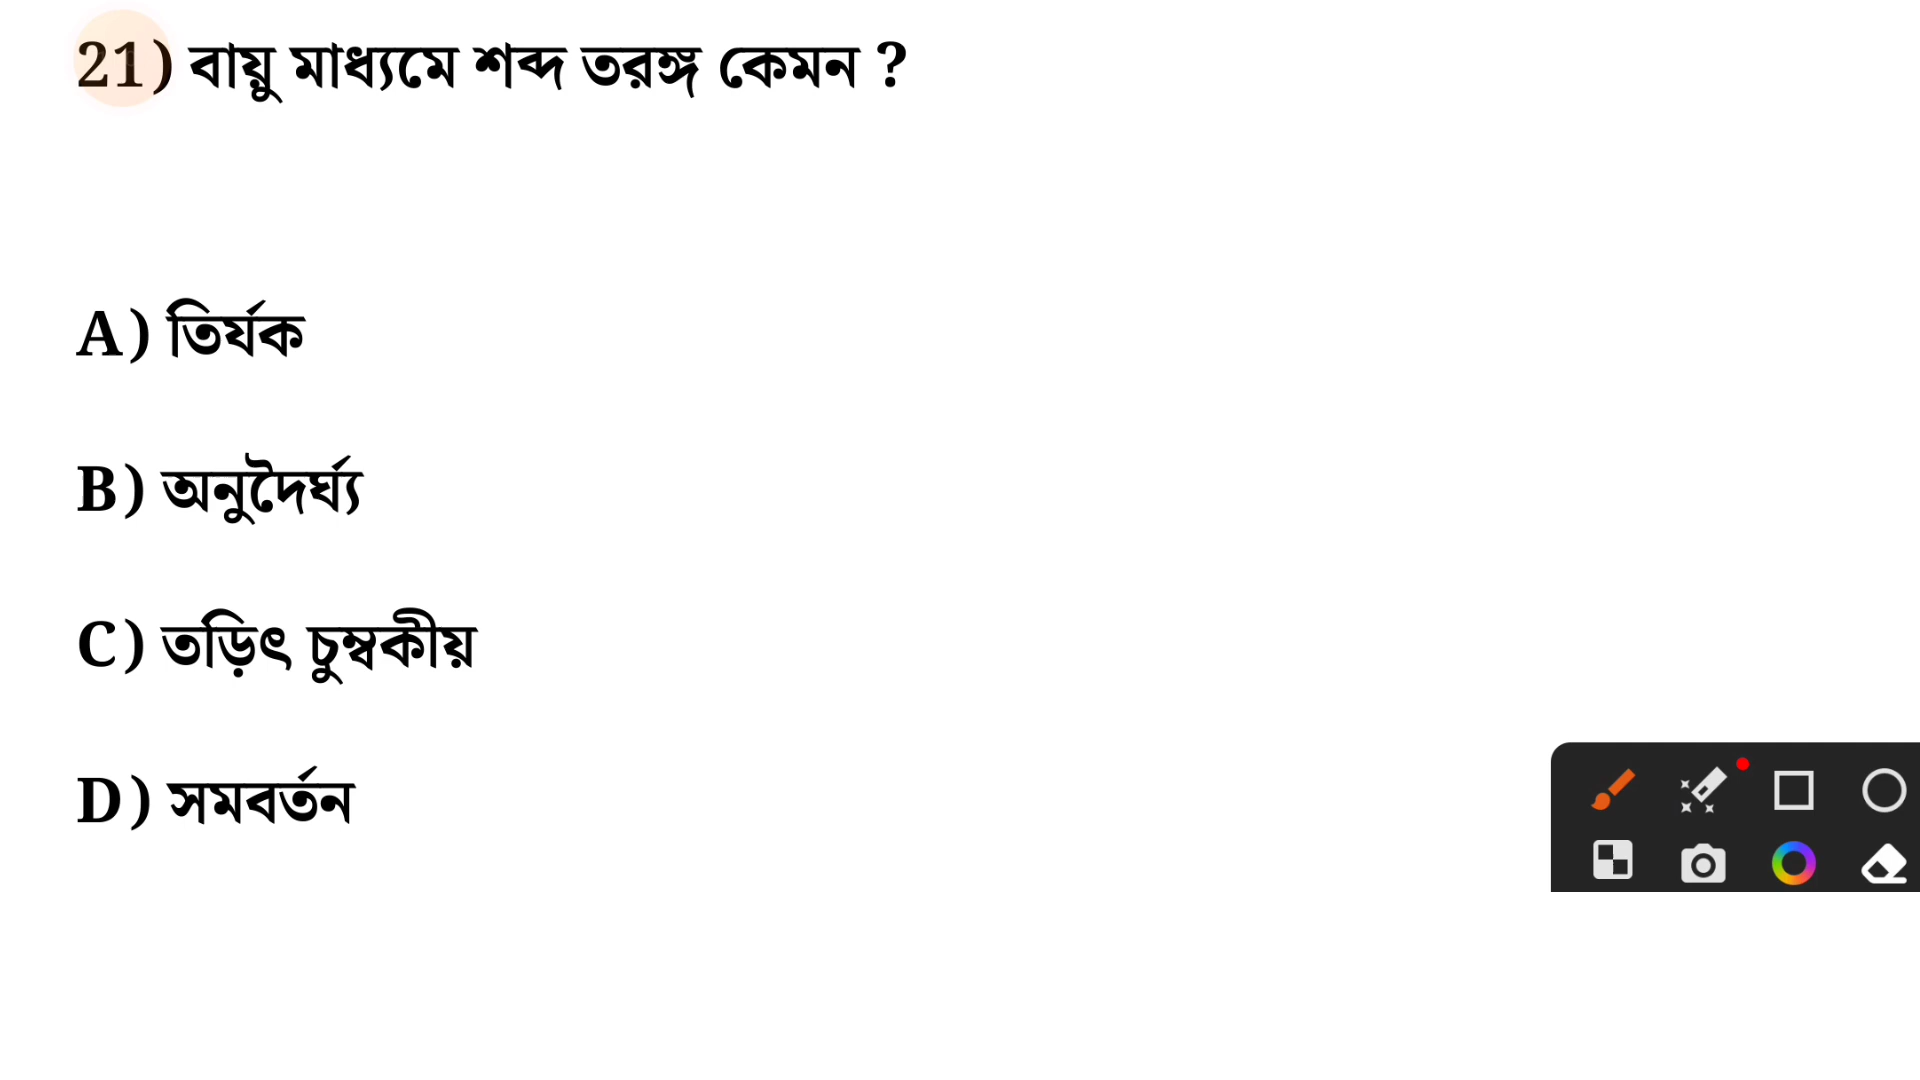 21) বায়ু মাধ্যমে শব্দ তরঙ্গ কেমন ?
A) তির্যক
B) অনুদৈর্ঘ্য
C) তড়িৎ চুম্বকীয়
D) সমবর্তন